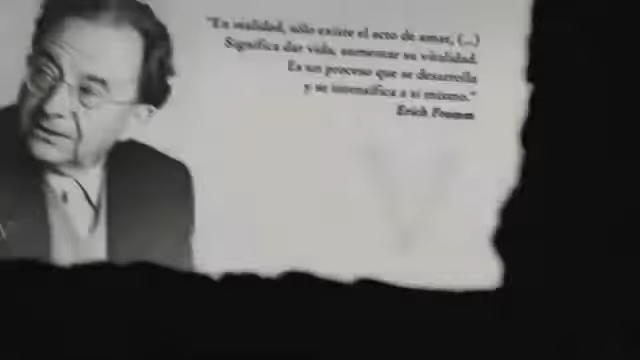 "En realidad, sólo existe el acto de amar, (...)
Significa dar vida, aumentar su vitalidad.
Es un proceso que se desarrolla
y se intensifica a sí mismo."
Erich Fromm